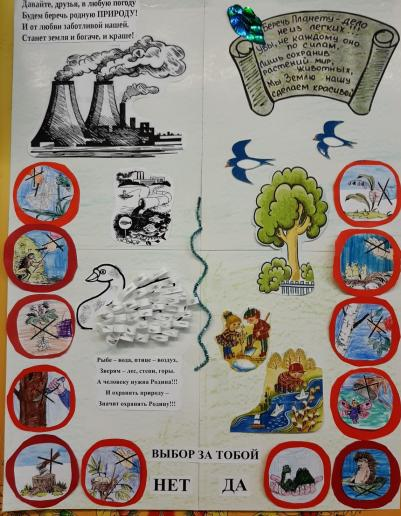 Давайте, друзья, в любую погоду
Будем беречь родную ПРИРОДУ!
И от любви заботливой нашей.
Станет земля и богаче, и краше!
Беречь Планету - дело
не из легких!
Увы, не каждому оно
по силам.
Лишь сохранив
растений мир,
животных,
Мы Землю нашу
сделаем красивой
Рыбе – вода, птице – воздух,
Зверям – лес, степи, горы.
А человеку нужна Родина!!!
И охранять природу –
Значит охранять Родину!!!
ВЫБОР ЗА ТОБОЙ
НЕТ ДА